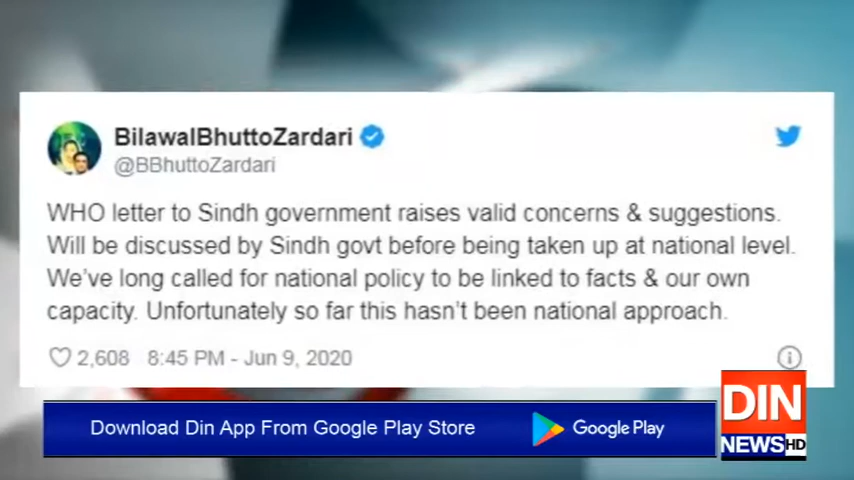 BilawalBhuttoZardari
@BBhuttoZardari
WHO letter to Sindh government raises valid concerns & suggestions.
Will be discussed by Sindh govt before being taken up at national level.
We've long called for national policy to be linked to facts & our own
capacity. Unfortunately so far this hasn't been national approach.
2,608 8:45 PM - Jun 9, 2020
Download Din App From Google Play Store
Google Play
DIN
NEWS HD